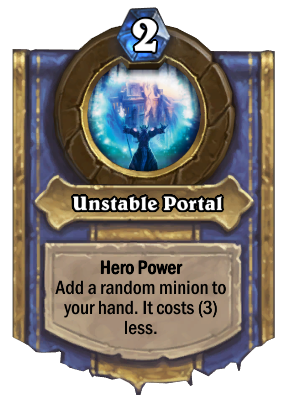 2
Unstable Portal
Hero Power
Add a random minion to
your hand. It costs (3)
less.